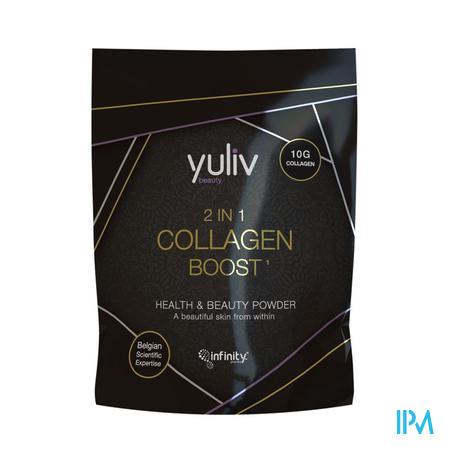 yuliv
beauty
10G
COLLAGEN
2 IN 1
COLLAGEN
BOOST¹
HEALTH & BEAUTY POWDER
A beautiful skin from within
Belgian
Scientific
Expertise
infinity
IPM